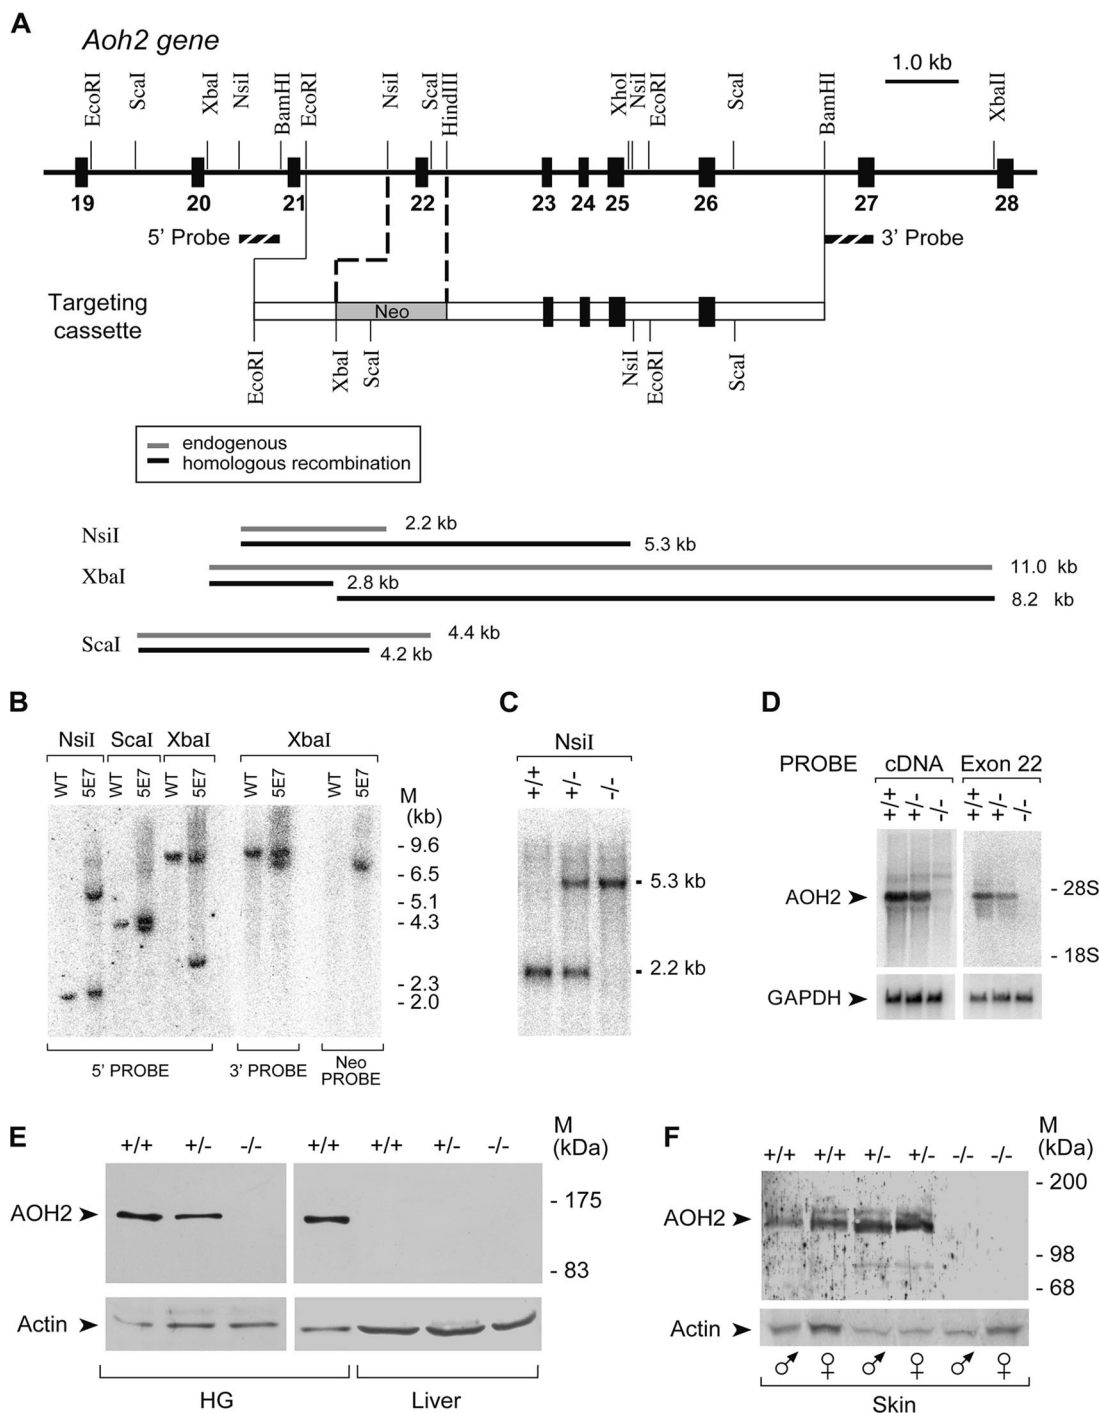 A
Aoh2 gene
1.0 kb
EcoRI
ScaI
XbaI
NsiI
BamHI
EcoRI
NsiI
ScaI
HindIII
XhoI
NsiI
EcoRI
ScaI
BamHI
XbaII
19
20
21
22
23
24
25
26
27
28
5’ Probe
3’ Probe
Targeting
cassette
Neo
EcoRI
XbaI
ScaI
NsiI
EcoRI
ScaI
endogenous
homologous recombination
NsiI
2.2 kb
5.3 kb
XbaI
11.0 kb
2.8 kb
8.2 kb
ScaI
4.4 kb
4.2 kb
B
NsiI ScaI XbaI XbaI
WT 5E7 WT 5E7 WT 5E7 WT 5E7 WT 5E7
M
(kb)
- 9.6
- 6.5
- 5.1
- 4.3
- 2.3
- 2.0
5’ PROBE
3’ PROBE
Neo
PROBE
C
NsiI
+/+ +/- -/-
- 5.3 kb
- 2.2 kb
D
PROBE cDNA Exon 22
+/+ +/- -/- +/+ +/- -/-
AOH2
- 28S
- 18S
GAPDH
E
+/+ +/- -/- +/+ +/+ +/- -/-
M
(kDa)
AOH2
- 175
- 83
Actin
HG
Liver
F
+/+ +/+ +/- +/- -/- -/-
M
(kDa)
- 200
AOH2
- 98
- 68
Actin
♂ ♀ ♂ ♀ ♂ ♀
Skin